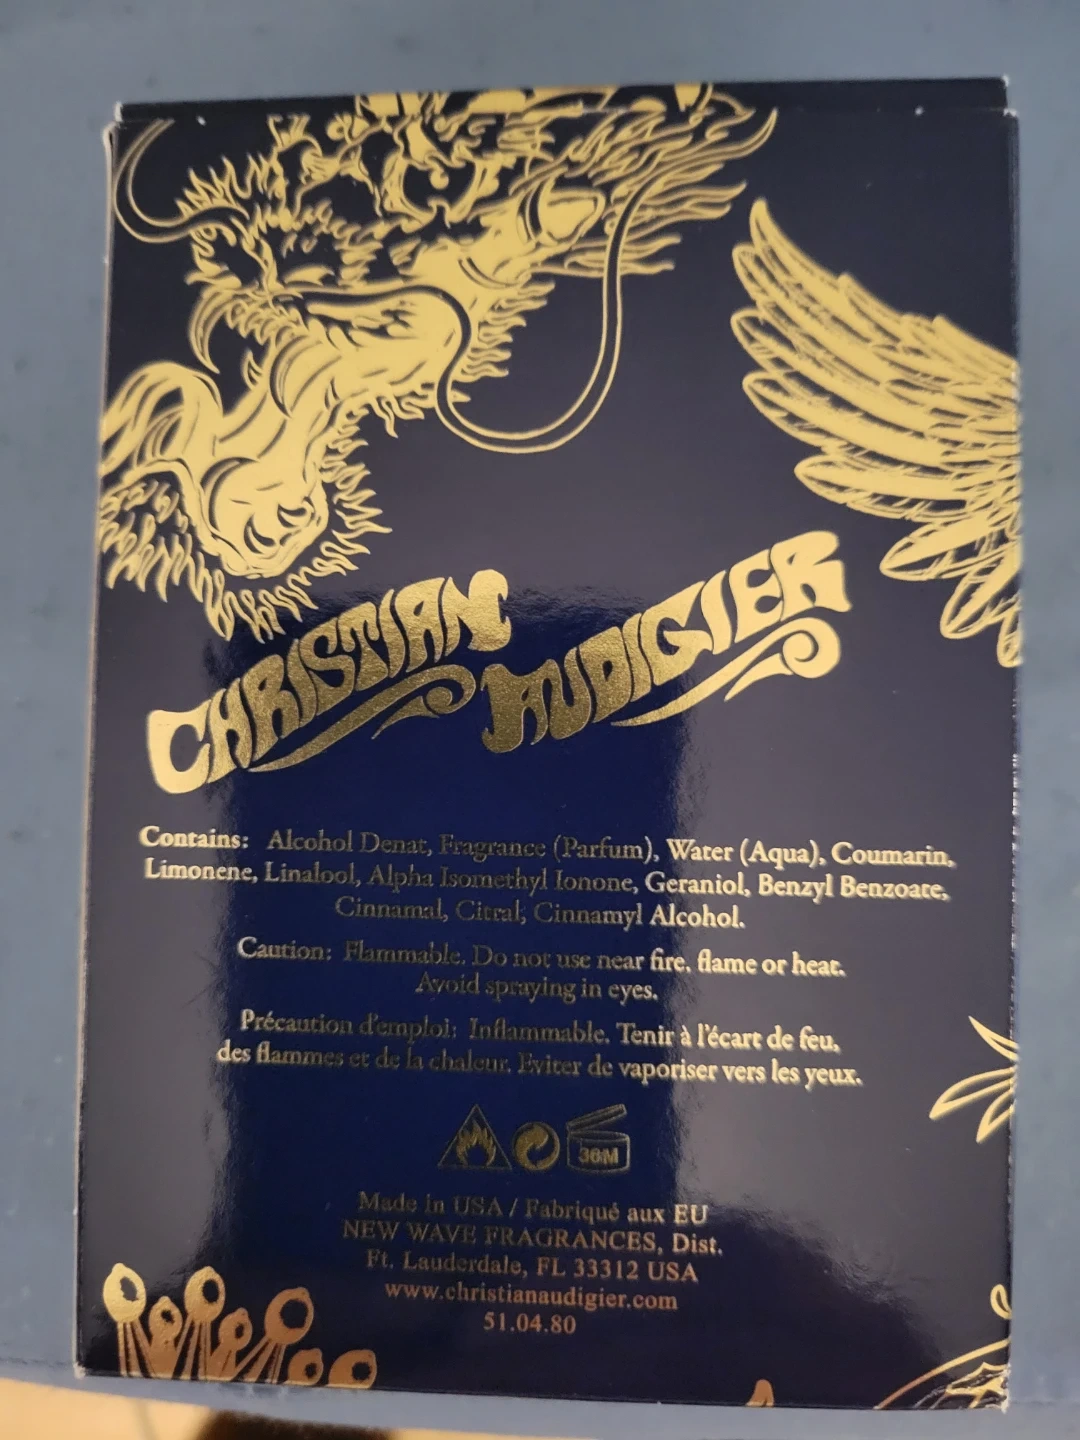 CHRISTIAN
AUDIGIER
Contains: Alcohol Denat, Fragrance (Parfum), Water (Aqua), Coumarin,
Limonene, Linalool, Alpha Isomethyl Ionone, Geraniol, Benzyl Benzoate,
Cinnamal, Citral, Cinnamyl Alcohol.
Caution: Flammable. Do not use near fire, flame or heat.
Avoid spraying in eyes.
Précaution d'emploi: Inflammable. Tenir à l'écart de feu,
des flammes et de la chaleur. Eviter de vaporiser vers les yeux.
36M
Made in USA / Fabriqué aux EU
NEW WAVE FRAGRANCES, Dist.
Ft. Lauderdale, FL 33312 USA
www.christianaudigier.com
51.04.80